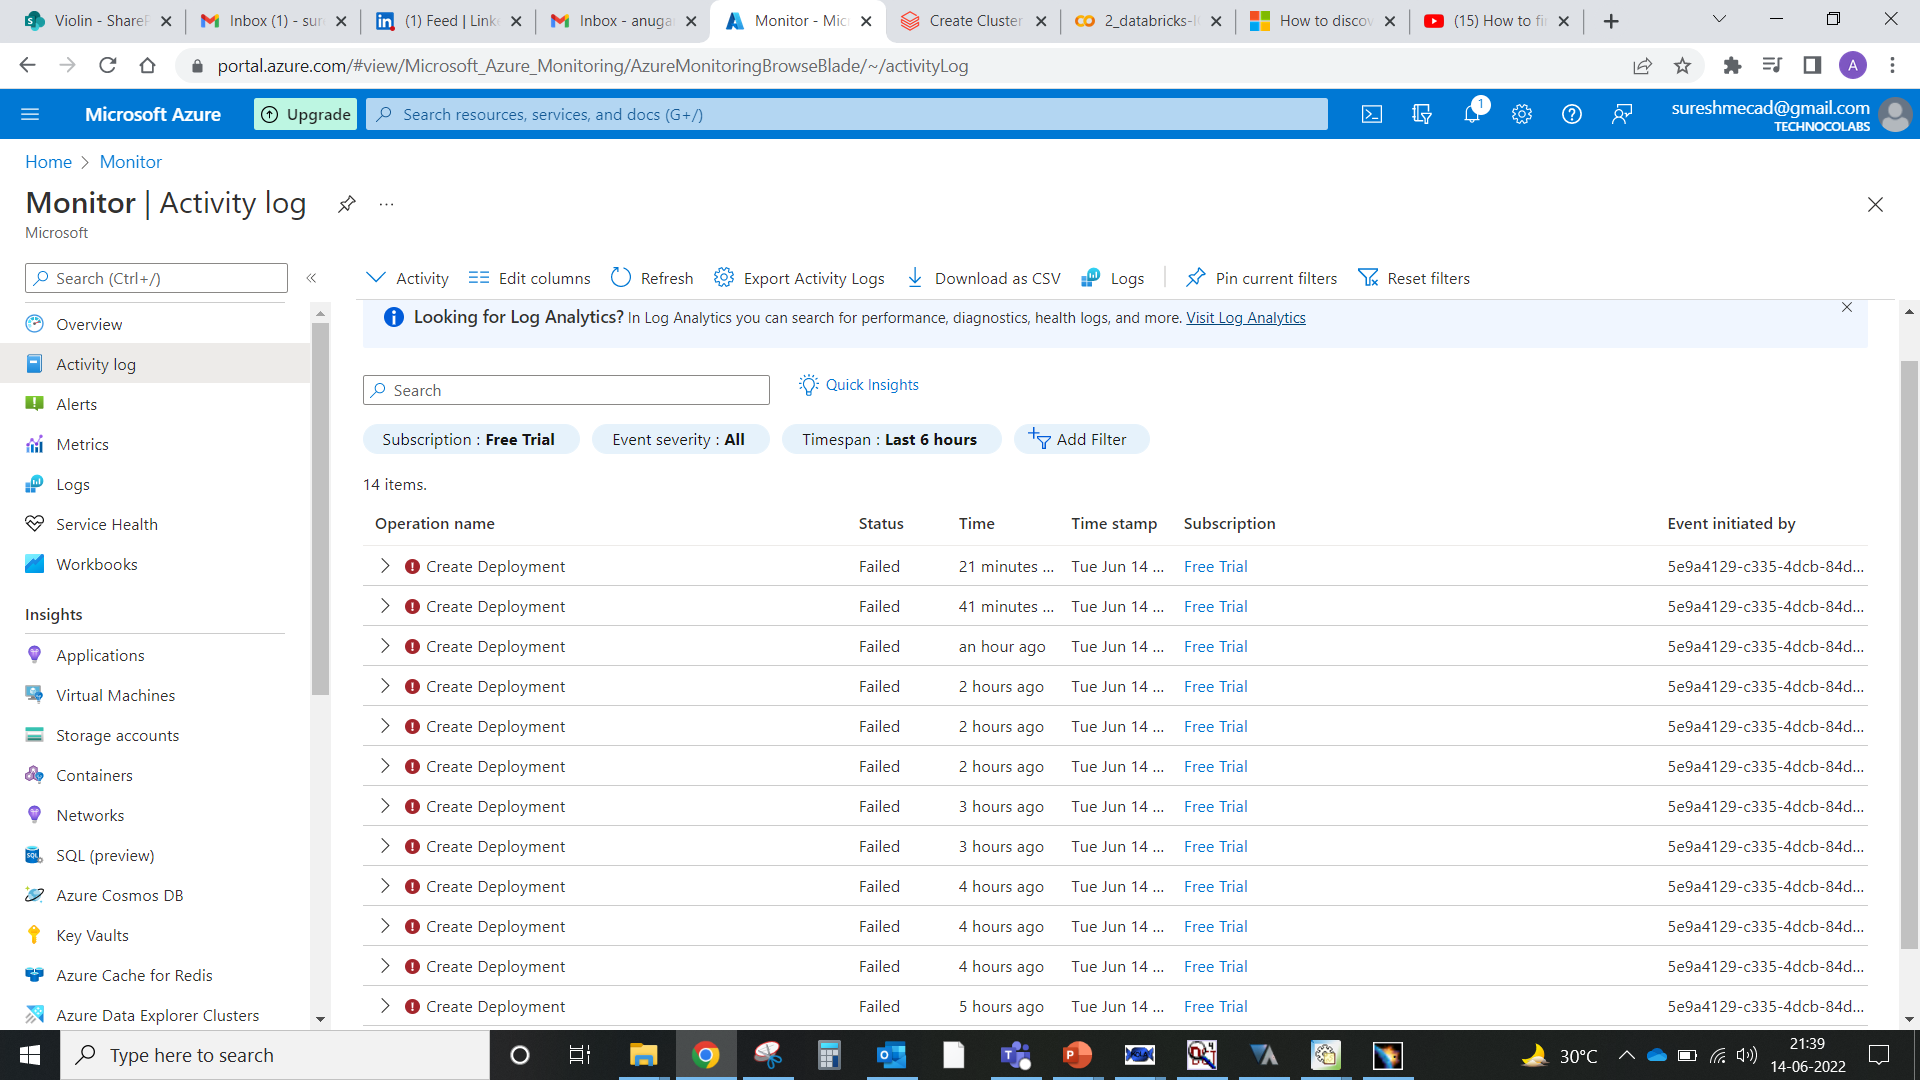 Violin - ShareP
Inbox (1) - sure
(1) Feed | Linke
Inbox - anugar
Monitor - Micr
Create Cluster
2_databricks-I
How to discov
(15) How to fin
portal.azure.com/#view/Microsoft_Azure_Monitoring/AzureMonitoringBrowseBlade/~/activityLog
A
Microsoft Azure
Upgrade
Search resources, services, and docs (G+/)
1
sureshmecad@gmail.com
TECHNOCOLABS
Home > Monitor
Monitor | Activity log
...
Microsoft
Search (Ctrl+/)
«
Activity
Edit columns
Refresh
Export Activity Logs
Download as CSV
Logs
Pin current filters
Reset filters
Looking for Log Analytics? In Log Analytics you can search for performance, diagnostics, health logs, and more. Visit Log Analytics
Overview
Activity log
Alerts
Metrics
Logs
Service Health
Workbooks
Insights
Applications
Virtual Machines
Storage accounts
Containers
Networks
SQL (preview)
Azure Cosmos DB
Key Vaults
Azure Cache for Redis
Azure Data Explorer Clusters
Search
Quick Insights
Subscription : Free Trial
Event severity : All
Timespan : Last 6 hours
Add Filter
14 items.
Operation name Status Time Time stamp Subscription Event initiated by
Create Deployment Failed 21 minutes ... Tue Jun 14 ... Free Trial 5e9a4129-c335-4dcb-84d...
Create Deployment Failed 41 minutes ... Tue Jun 14 ... Free Trial 5e9a4129-c335-4dcb-84d...
Create Deployment Failed an hour ago Tue Jun 14 ... Free Trial 5e9a4129-c335-4dcb-84d...
Create Deployment Failed 2 hours ago Tue Jun 14 ... Free Trial 5e9a4129-c335-4dcb-84d...
Create Deployment Failed 2 hours ago Tue Jun 14 ... Free Trial 5e9a4129-c335-4dcb-84d...
Create Deployment Failed 2 hours ago Tue Jun 14 ... Free Trial 5e9a4129-c335-4dcb-84d...
Create Deployment Failed 3 hours ago Tue Jun 14 ... Free Trial 5e9a4129-c335-4dcb-84d...
Create Deployment Failed 3 hours ago Tue Jun 14 ... Free Trial 5e9a4129-c335-4dcb-84d...
Create Deployment Failed 4 hours ago Tue Jun 14 ... Free Trial 5e9a4129-c335-4dcb-84d...
Create Deployment Failed 4 hours ago Tue Jun 14 ... Free Trial 5e9a4129-c335-4dcb-84d...
Create Deployment Failed 4 hours ago Tue Jun 14 ... Free Trial 5e9a4129-c335-4dcb-84d...
Create Deployment Failed 5 hours ago Tue Jun 14 ... Free Trial 5e9a4129-c335-4dcb-84d...
Type here to search
30°C
21:39
14-06-2022